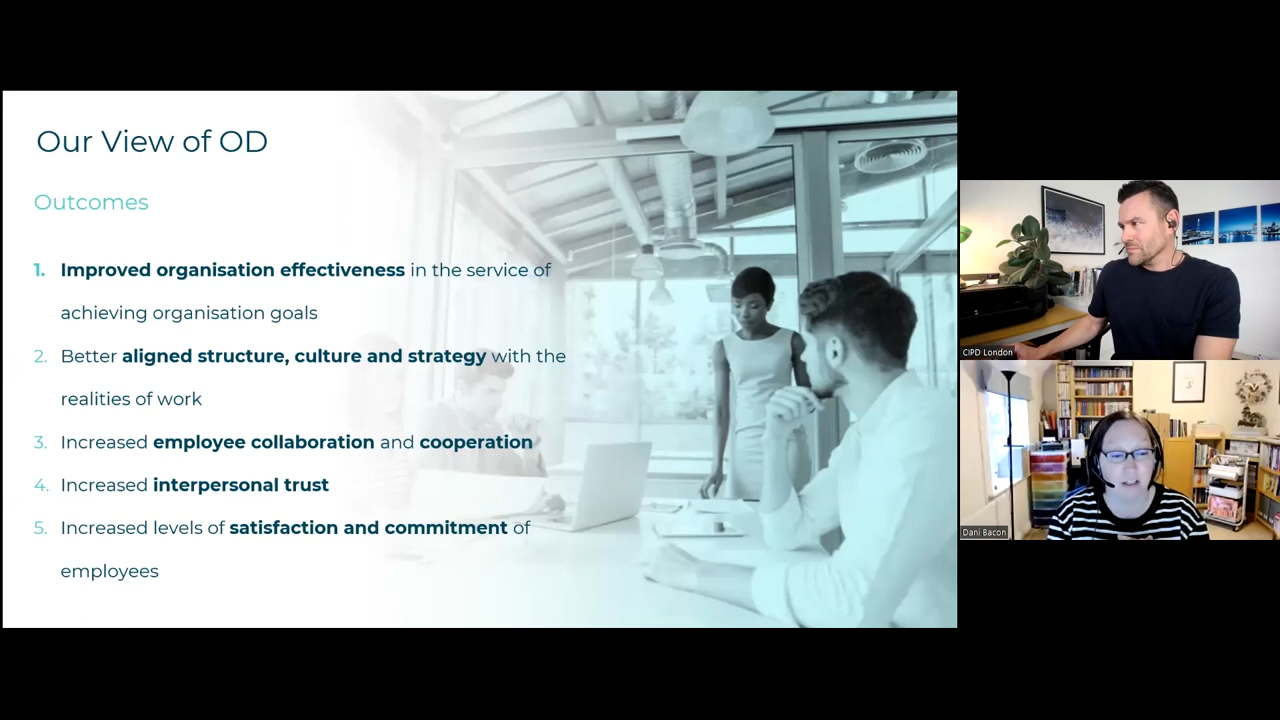 Our View of OD
Outcomes
1. Improved organisation effectiveness in the service of
achieving organisation goals
2. Better aligned structure, culture and strategy with the
realities of work
3. Increased employee collaboration and cooperation
4. Increased interpersonal trust
5. Increased levels of satisfaction and commitment of
employees
CIPD London
Dani Bacon